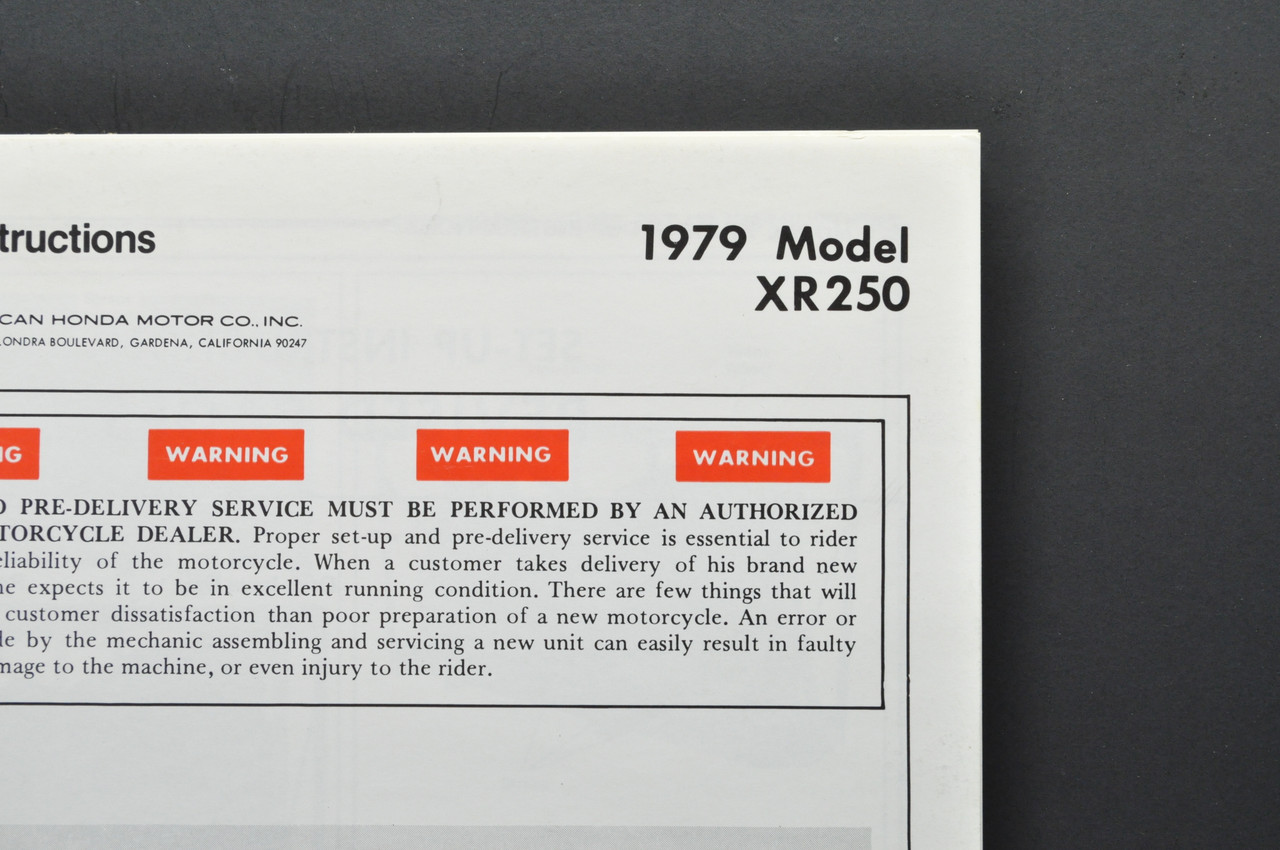 tructions
1979 Model
XR250
CAN HONDA MOTOR CO., INC.
LONDRA BOULEVARD, GARDENA, CALIFORNIA 90247
NG WARNING WARNING WARNING
D PRE-DELIVERY SERVICE MUST BE PERFORMED BY AN AUTHORIZED
TORCYCLE DEALER. Proper set-up and pre-delivery service is essential to rider
eliability of the motorcycle. When a customer takes delivery of his brand new
he expects it to be in excellent running condition. There are few things that will
customer dissatisfaction than poor preparation of a new motorcycle. An error or
de by the mechanic assembling and servicing a new unit can easily result in faulty
mage to the machine, or even injury to the rider.